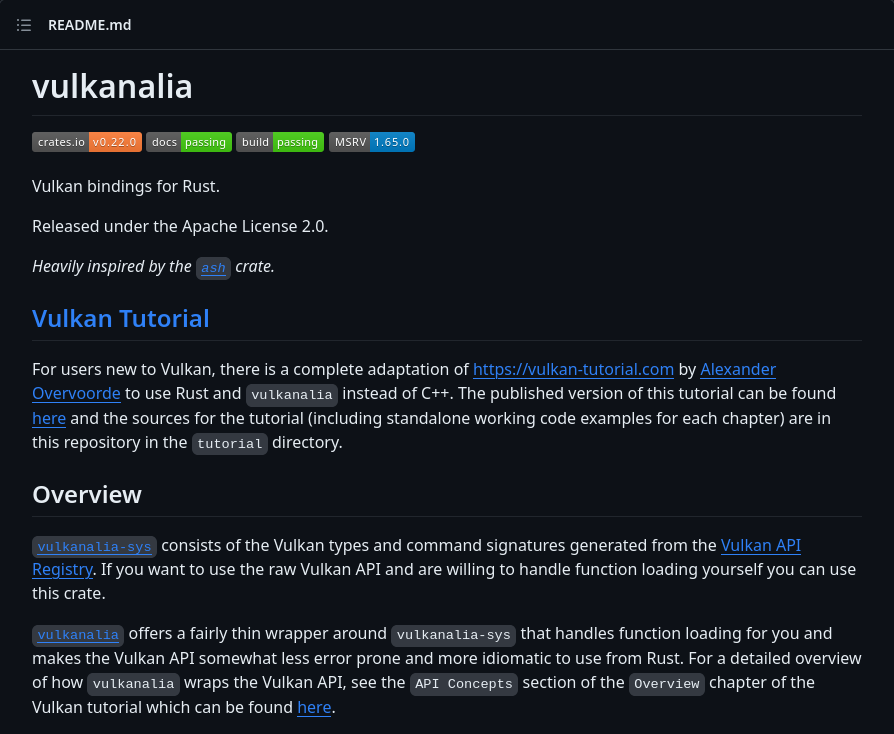 README.md
vulkanalia
crates.io v0.22.0 docs passing build passing MSRV 1.65.0
Vulkan bindings for Rust.
Released under the Apache License 2.0.
Heavily inspired by the ash crate.
Vulkan Tutorial
For users new to Vulkan, there is a complete adaptation of https://vulkan-tutorial.com by Alexander
Overvoorde to use Rust and vulkanalia instead of C++. The published version of this tutorial can be found
here and the sources for the tutorial (including standalone working code examples for each chapter) are in
this repository in the tutorial directory.
Overview
vulkanalia-sys consists of the Vulkan types and command signatures generated from the Vulkan API
Registry. If you want to use the raw Vulkan API and are willing to handle function loading yourself you can use
this crate.
vulkanalia offers a fairly thin wrapper around vulkanalia-sys that handles function loading for you and
makes the Vulkan API somewhat less error prone and more idiomatic to use from Rust. For a detailed overview
of how vulkanalia wraps the Vulkan API, see the API Concepts section of the Overview chapter of the
Vulkan tutorial which can be found here.